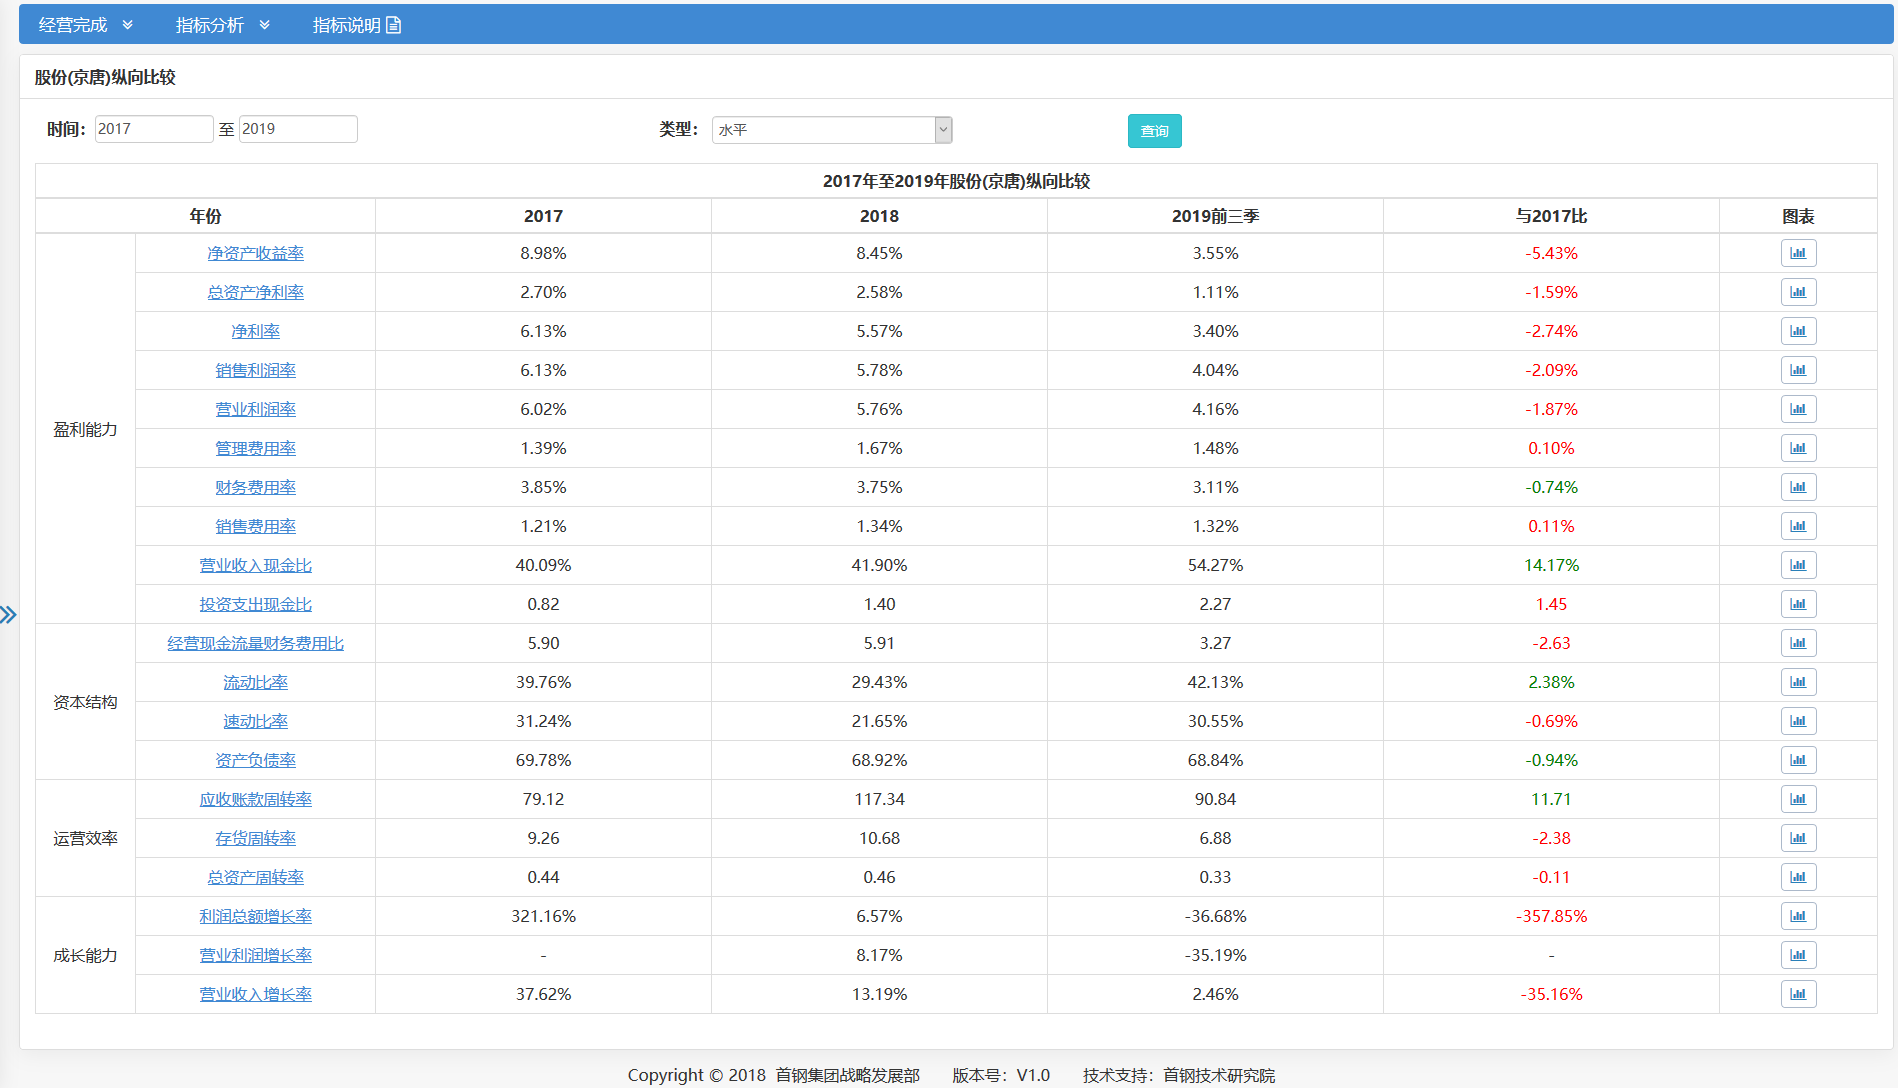 经营完成 指标分析 指标说明
股份(京唐)纵向比较
时间： 2017 至 2019 类型： 水平 查询
2017年至2019年股份(京唐)纵向比较
年份 2017 2018 2019前三季 与2017比 图表
盈利能力
净资产收益率 8.98% 8.45% 3.55% -5.43%
总资产净利率 2.70% 2.58% 1.11% -1.59%
净利率 6.13% 5.57% 3.40% -2.74%
销售利润率 6.13% 5.78% 4.04% -2.09%
营业利润率 6.02% 5.76% 4.16% -1.87%
管理费用率 1.39% 1.67% 1.48% 0.10%
财务费用率 3.85% 3.75% 3.11% -0.74%
销售费用率 1.21% 1.34% 1.32% 0.11%
营业收入现金比 40.09% 41.90% 54.27% 14.17%
投资支出现金比 0.82 1.40 2.27 1.45
资本结构
经营现金流量财务费用比 5.90 5.91 3.27 -2.63
流动比率 39.76% 29.43% 42.13% 2.38%
速动比率 31.24% 21.65% 30.55% -0.69%
资产负债率 69.78% 68.92% 68.84% -0.94%
运营效率
应收账款周转率 79.12 117.34 90.84 11.71
存货周转率 9.26 10.68 6.88 -2.38
总资产周转率 0.44 0.46 0.33 -0.11
成长能力
利润总额增长率 321.16% 6.57% -36.68% -357.85%
营业利润增长率 - 8.17% -35.19% -
营业收入增长率 37.62% 13.19% 2.46% -35.16%
Copyright © 2018 首钢集团战略发展部 版本号：V1.0 技术支持：首钢技术研究院